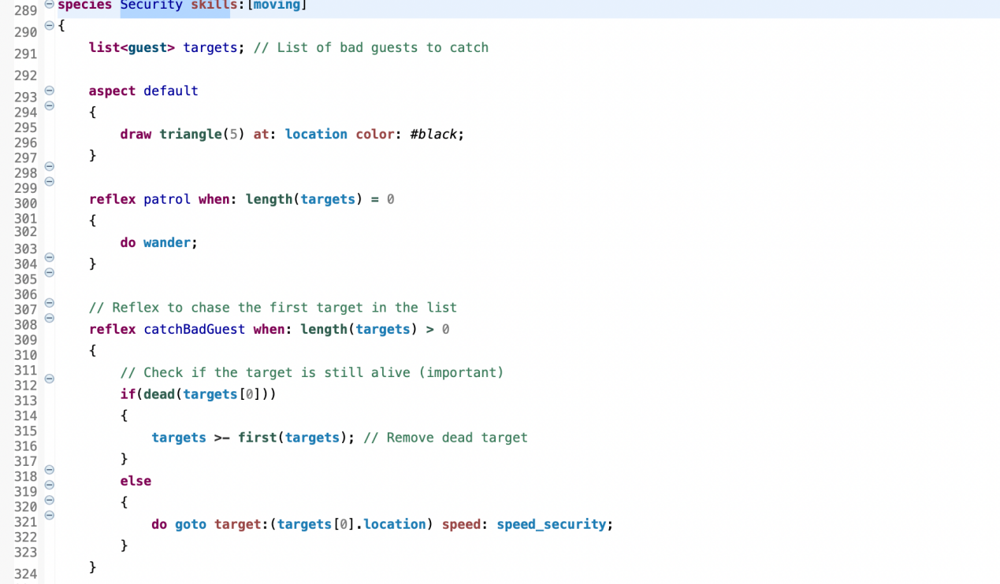 289 species Security skills:[moving]
290 {
291 list<guest> targets; // List of bad guests to catch
292
293 aspect default
294 {
295 draw triangle(5) at: location color: #black;
296
297 }
298
299
300 reflex patrol when: length(targets) = 0
301 {
302
303 do wander;
304 }
305
306
307 // Reflex to chase the first target in the list
308 reflex catchBadGuest when: length(targets) > 0
309
310 {
311 // Check if the target is still alive (important)
312
313 if(dead(targets[0]))
314 {
315 targets >- first(targets); // Remove dead target
316
317 }
318 else
319
320 {
321 do goto target:(targets[0].location) speed: speed_security;
322
323 }
324 }